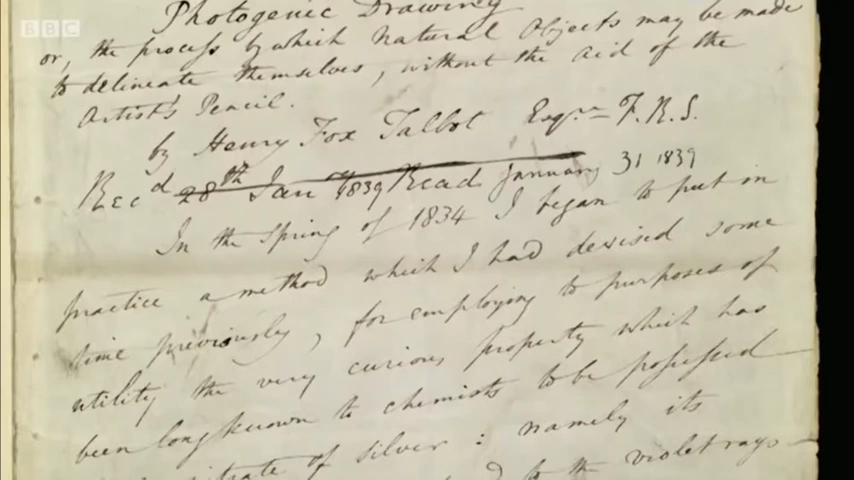 BBC
Photogenic Drawing
or, the process by which Natural Objects may be made
to delineate themselves, without the Aid of the
Artist's Pencil.
by Henry Fox Talbot Esqre F.R.S.
Recd 28th Jan 1839 Read January 31 1839
In the Spring of 1834 I began to put in
practice a method which I had devised some
time previously, for employing to purposes of
utility the very curious property which has
been long known to chemists to be possessed
nitrate of silver: namely its
to the violet rays